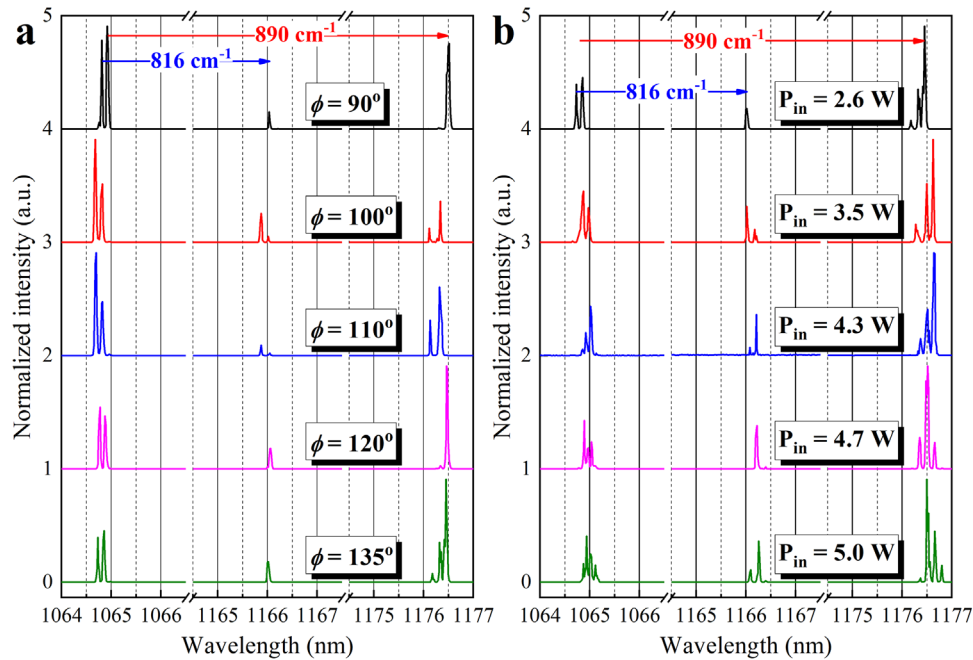 a
890 cm⁻¹
816 cm⁻¹
ϕ = 90°
ϕ = 100°
ϕ = 110°
ϕ = 120°
ϕ = 135°
5
4
3
2
1
0
Normalized intensity (a.u.)
1064 1065 1066 1166 1167 1175 1176 1177
Wavelength (nm)
b
890 cm⁻¹
816 cm⁻¹
Pin = 2.6 W
Pin = 3.5 W
Pin = 4.3 W
Pin = 4.7 W
Pin = 5.0 W
5
4
3
2
1
0
Normalized intensity (a.u.)
1064 1065 1066 1166 1167 1175 1176 1177
Wavelength (nm)